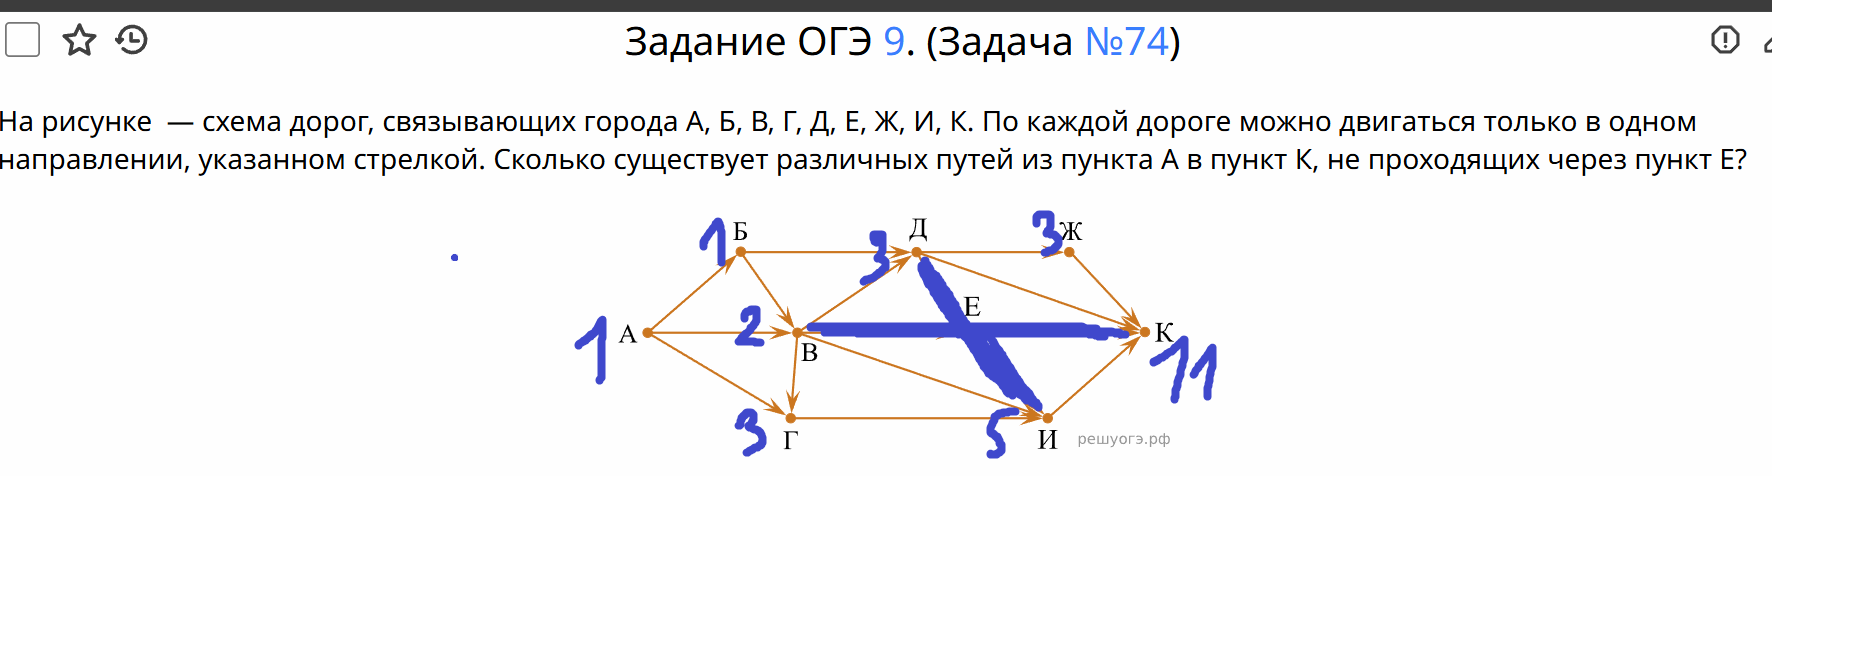 Задание ОГЭ 9. (Задача №74)
На рисунке — схема дорог, связывающих города А, Б, В, Г, Д, Е, Ж, И, К. По каждой дороге можно двигаться только в одном
направлении, указанном стрелкой. Сколько существует различных путей из пункта А в пункт К, не проходящих через пункт Е?
1 Б
3 Д
3 Ж
Е
1 А
2 В
К 11
3 Г
5 И
решуогэ.рф